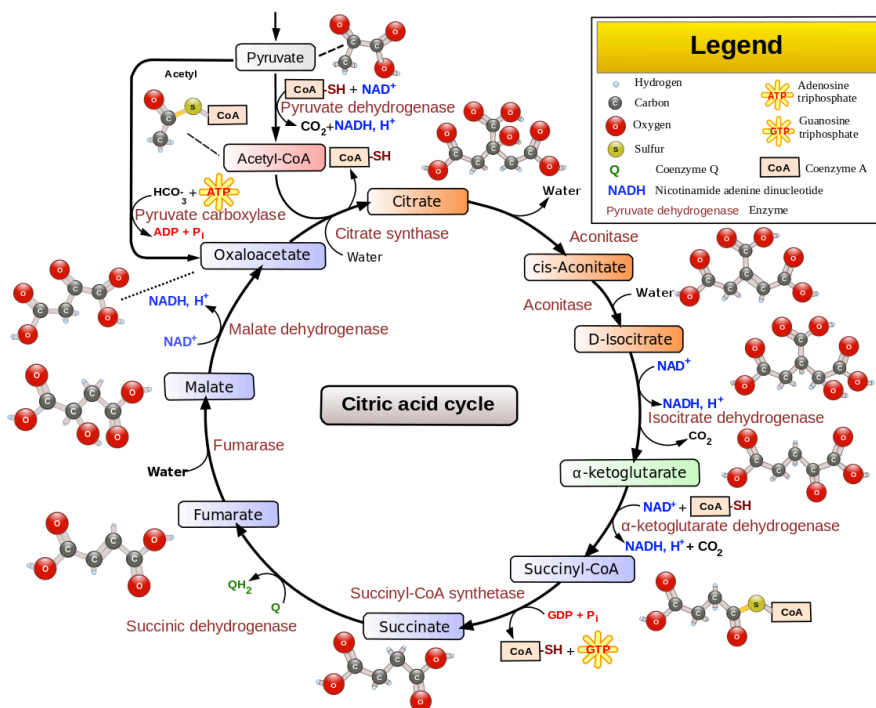 Legend
Hydrogen
Carbon
Oxygen
S Sulfur
Q Coenzyme Q
NADH Nicotinamide adenine dinucleotide
Pyruvate dehydrogenase Enzyme
ATP Adenosine
triphosphate
GTP Guanosine
triphosphate
CoA Coenzyme A
Pyruvate
Acetyl
CoA-SH + NAD+
Pyruvate dehydrogenase
CO2+NADH, H+
S CoA
Acetyl-CoA
CoA-SH
HCO-3 + ATP
Pyruvate carboxylase
ADP + Pi
Citrate
Water
Citrate synthase
Water
Oxaloacetate
Aconitase
cis-Aconitate
Aconitase
Water
NADH, H+
Malate dehydrogenase
NAD+
D-Isocitrate
NAD+
NADH, H+
Isocitrate dehydrogenase
CO2
Malate
Citric acid cycle
Fumarase
Water
α-ketoglutarate
NAD+ + CoA-SH
α-ketoglutarate dehydrogenase
NADH, H+ + CO2
Fumarate
Succinyl-CoA
QH2
Q
Succinic dehydrogenase
Succinyl-CoA synthetase
GDP + Pi
CoA-SH + GTP
Succinate
S CoA